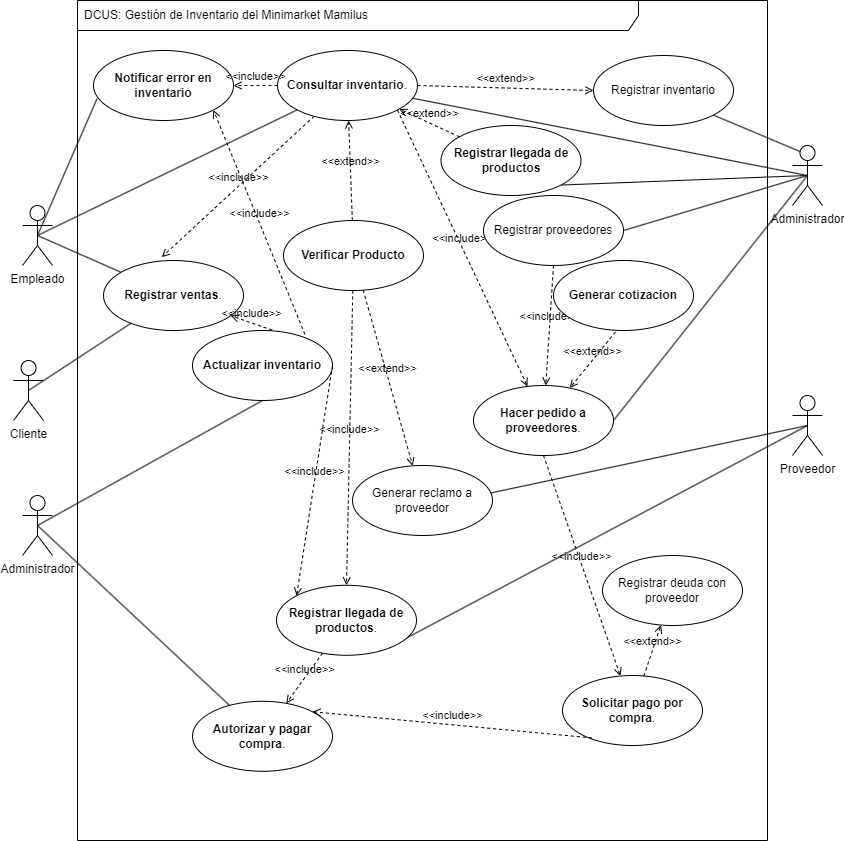 DCUS: Gestión de Inventario del Minimarket Mamilus
Notificar error en
inventario
<<include>>
Consultar inventario.
<<extend>>
Registrar inventario
<<extend>>
Registrar llegada de
productos
<<extend>>
<<include>>
<<include>>
Administrador
Registrar proveedores
<<include>>
Verificar Producto
Empleado
Registrar ventas.
Generar cotizacion
<<include>>
<<include>>
<<extend>>
Actualizar inventario
<<extend>>
Hacer pedido a
proveedores.
Cliente
<<include>>
<<include>>
Proveedor
Generar reclamo a
proveedor
Administrador
<<include>>
Registrar deuda con
proveedor
Registrar llegada de
productos.
<<extend>>
<<include>>
Solicitar pago por
compra.
<<include>>
Autorizar y pagar
compra.